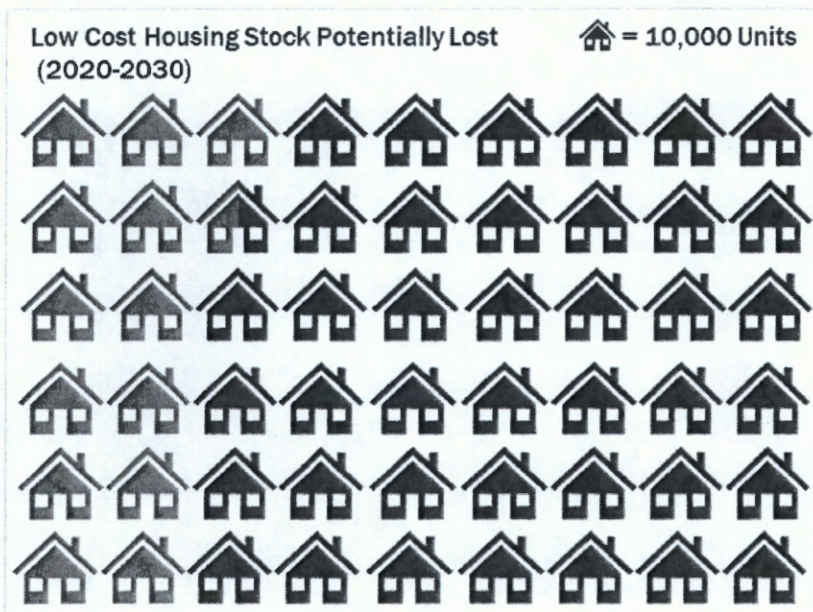 Low Cost Housing Stock Potentially Lost
(2020-2030)
= 10,000 Units